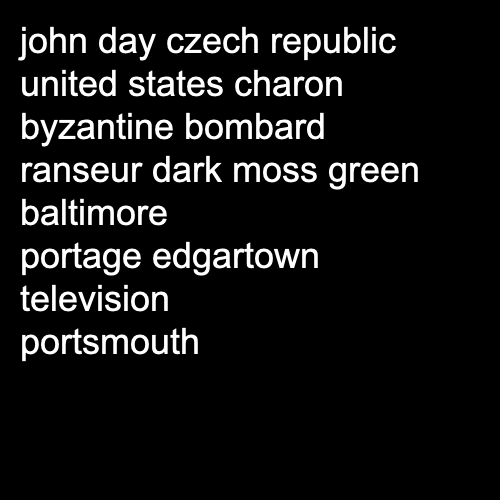 john day czech republic
united states charon
byzantine bombard
ranseur dark moss green
baltimore
portage edgartown
television
portsmouth